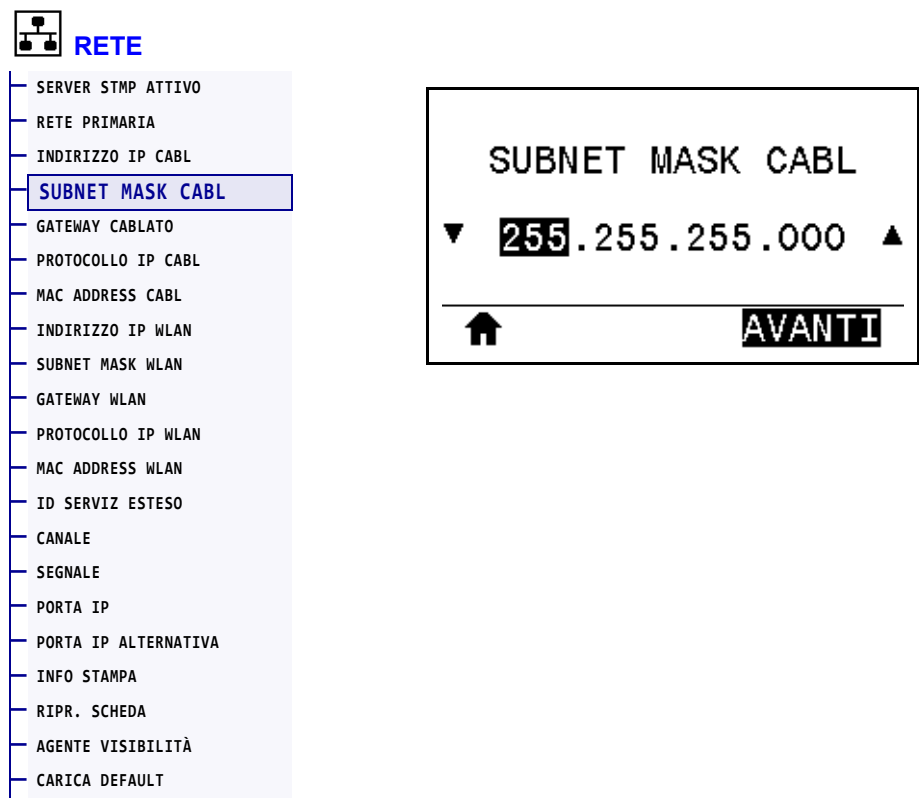 RETE
SERVER STMP ATTIVO
RETE PRIMARIA
INDIRIZZO IP CABL
SUBNET MASK CABL
GATEWAY CABLATO
PROTOCOLLO IP CABL
MAC ADDRESS CABL
INDIRIZZO IP WLAN
SUBNET MASK WLAN
GATEWAY WLAN
PROTOCOLLO IP WLAN
MAC ADDRESS WLAN
ID SERVIZ ESTESO
CANALE
SEGNALE
PORTA IP
PORTA IP ALTERNATIVA
INFO STAMPA
RIPR. SCHEDA
AGENTE VISIBILITÀ
CARICA DEFAULT
SUBNET MASK CABL
255.255.255.000
AVANTI